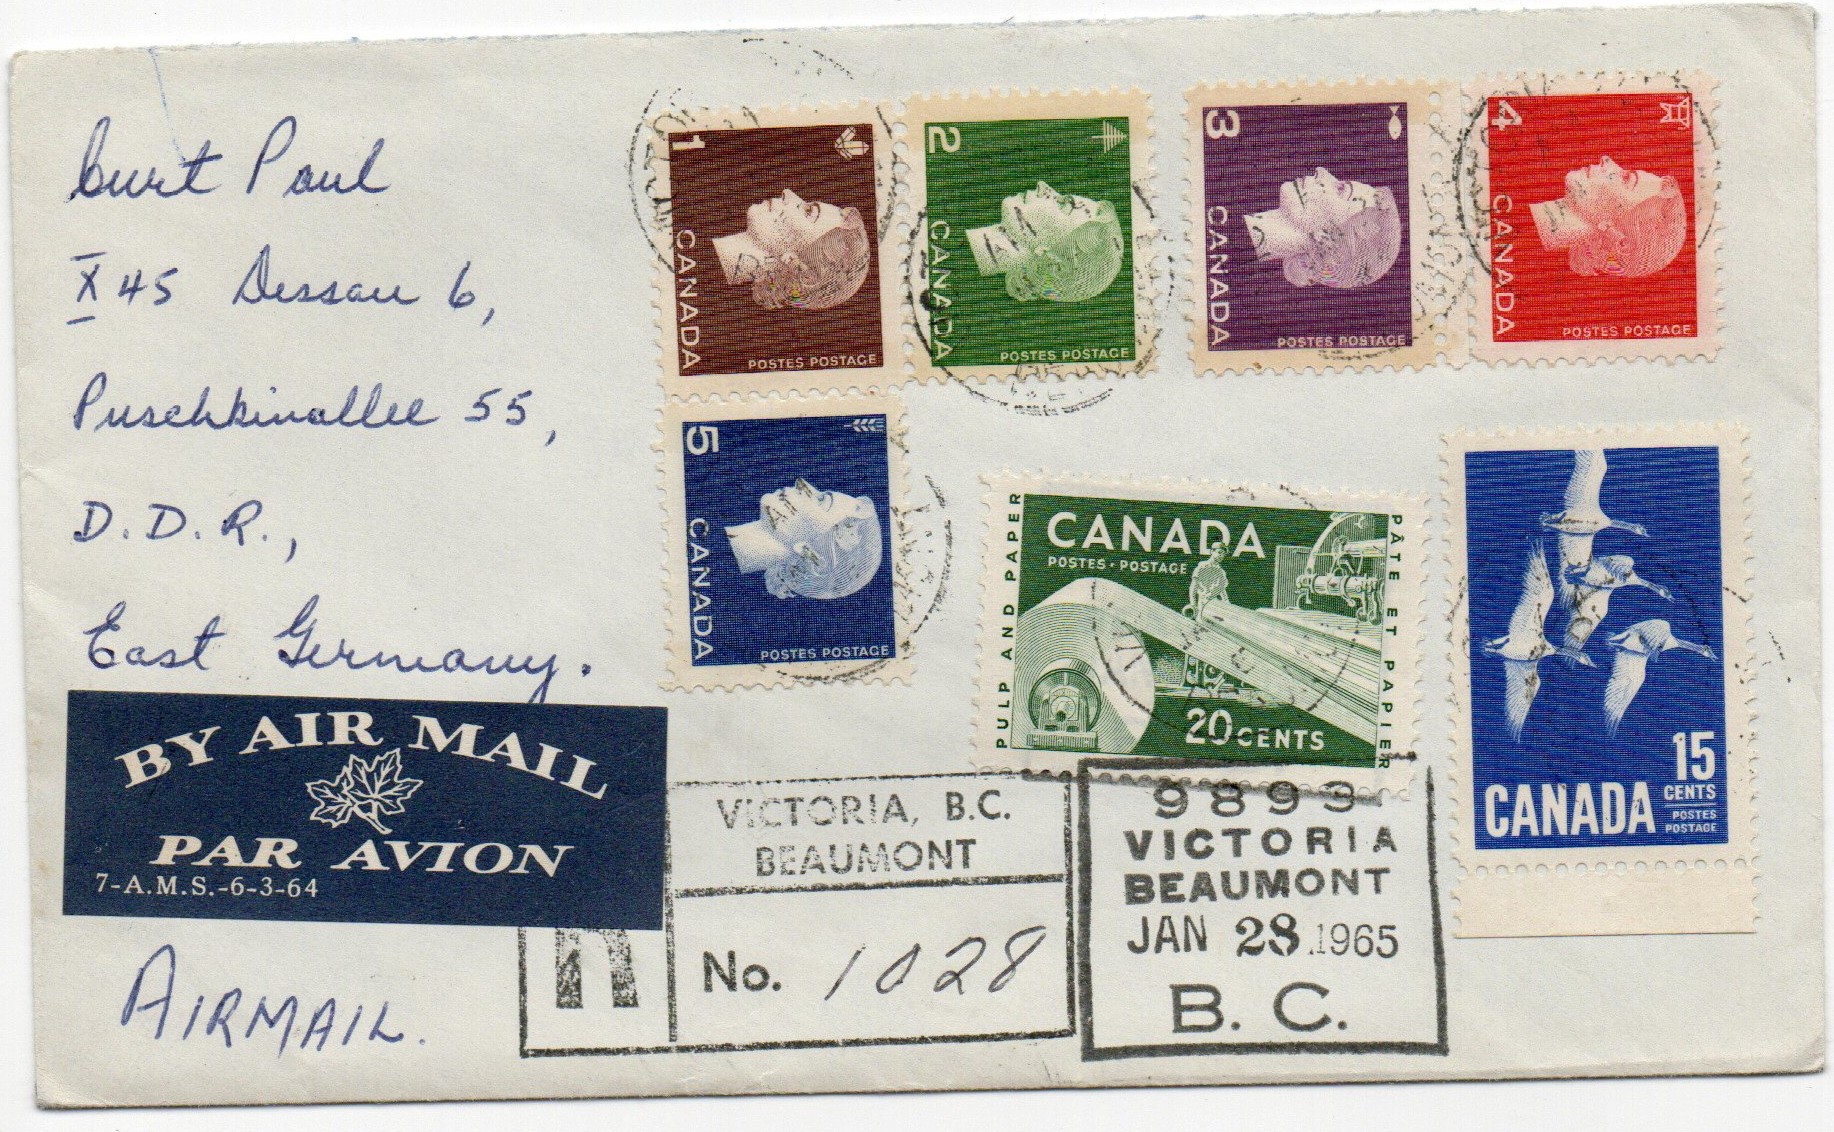 Curt Paul
X 45 Dessau 6,
Puschkinallee 55,
D. D. R.,
East Germany.
BY AIR MAIL
PAR AVION
7-A.M.S.-6-3-64
AIRMAIL.
1
CANADA
POSTES POSTAGE
2
CANADA
POSTES POSTAGE
3
CANADA
POSTES POSTAGE
4
CANADA
POSTES POSTAGE
5
CANADA
POSTES POSTAGE
PULP AND PAPER
CANADA
POSTES · POSTAGE
20 CENTS
PÂTE ET PAPIER
15
CENTS
CANADA
POSTES
POSTAGE
VICTORIA, B.C.
BEAUMONT
R
No. 1028
9893
VICTORIA
BEAUMONT
JAN 28 1965
B. C.